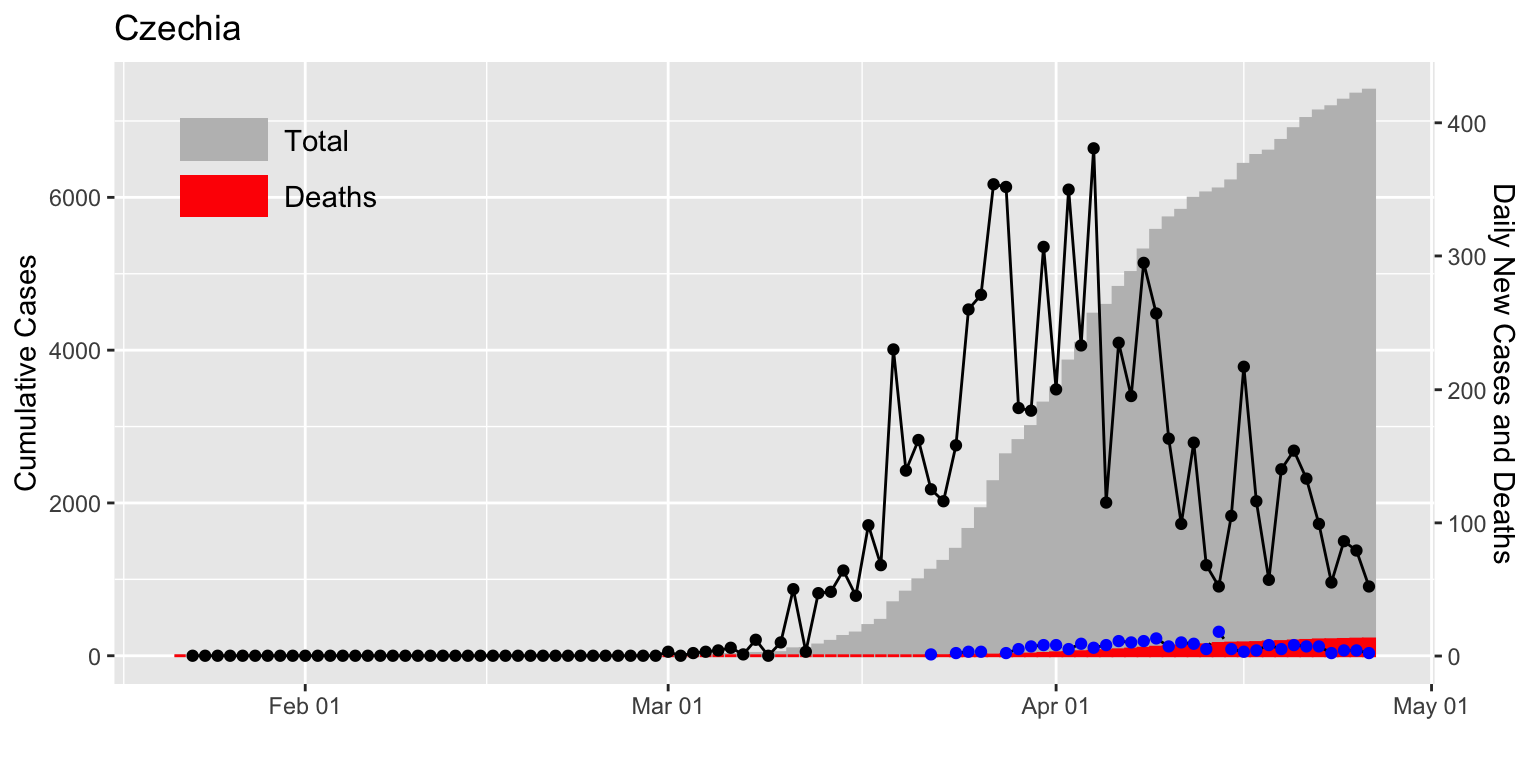 Czechia
Total
Deaths
Cumulative Cases
6000
4000
2000
0
400
300
200
100
0
Daily New Cases and Deaths
Feb 01
Mar 01
Apr 01
May 01